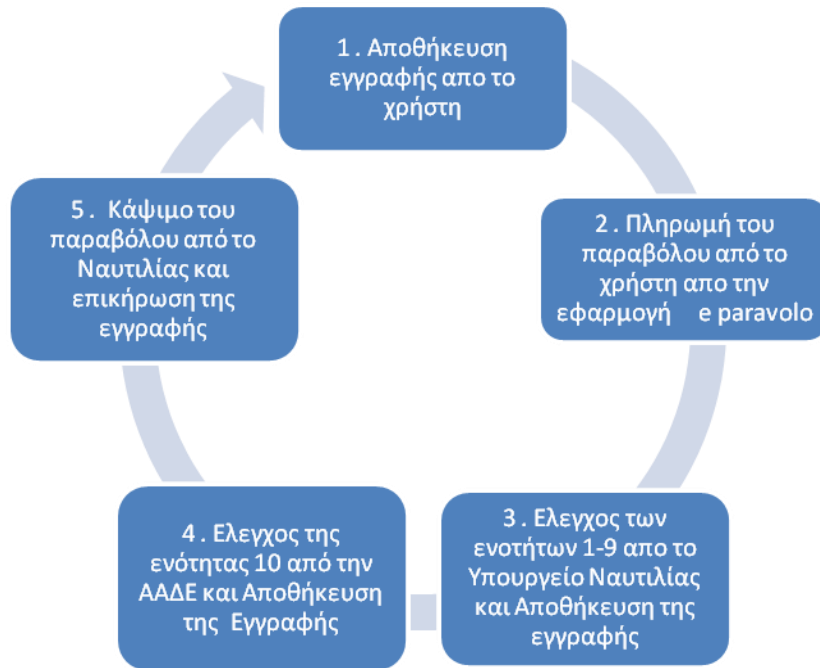 1 . Αποθήκευση
εγγραφής απο το
χρήστη
2 . Πληρωμή του
παραβόλου από το
χρήστη απο την
εφαρμογή e paravolo
3 . Ελεγχος των
ενοτήτων 1-9 απο το
Υπουργείο Ναυτιλίας
και Αποθήκευση της
εγγραφής
4 . Ελεγχος της
ενότητας 10 από την
ΑΑΔΕ και Αποθήκευση
της Εγγραφής
5 . Κάψιμο του
παραβόλου από το
Ναυτιλίας και
επικήρωση της
εγγραφής